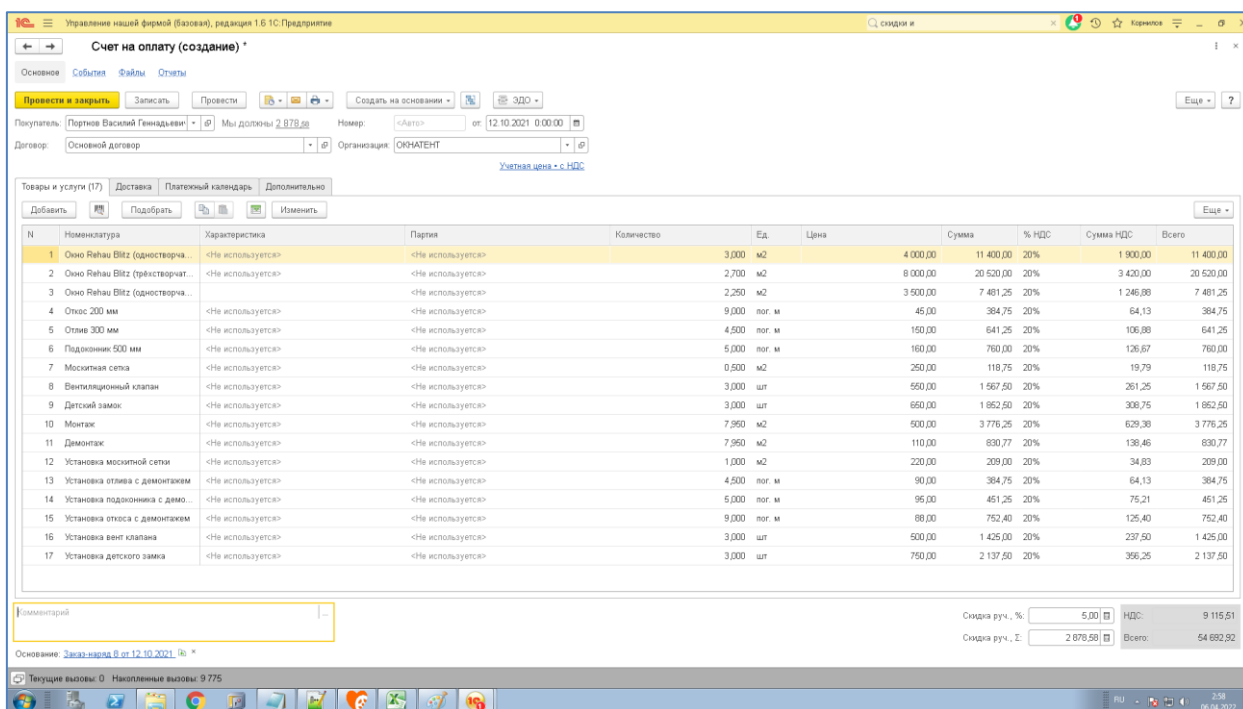 1С Управление нашей фирмой (базовая), редакция 1.6 1С:Предприятие скидки и Корнилов
Счет на оплату (создание) *
Основное События Файлы Отчеты
Провести и закрыть Записать Провести Создать на основании ЭДО Еще ?
Покупатель: Портнов Василий Геннадьевич Мы должны 2 878,58 Номер: <Авто> от: 12.10.2021 0:00:00
Договор: Основной договор Организация: ОКНАТЕНТ
Учетная цена • с НДС
Товары и услуги (17) Доставка Платежный календарь Дополнительно
Добавить Подобрать Изменить Еще
N Номенклатура Характеристика Партия Количество Ед. Цена Сумма % НДС Сумма НДС Всего
1 Окно Rehau Blitz (одностворча... <Не используется> <Не используется> 3,000 м2 4 000,00 11 400,00 20% 1 900,00 11 400,00
2 Окно Rehau Blitz (трёхстворчат... <Не используется> <Не используется> 2,700 м2 8 000,00 20 520,00 20% 3 420,00 20 520,00
3 Окно Rehau Blitz (одностворча... <Не используется> 2,250 м2 3 500,00 7 481,25 20% 1 246,88 7 481,25
4 Откос 200 мм <Не используется> <Не используется> 9,000 пог. м 45,00 384,75 20% 64,13 384,75
5 Отлив 300 мм <Не используется> <Не используется> 4,500 пог. м 150,00 641,25 20% 106,88 641,25
6 Подоконник 500 мм <Не используется> <Не используется> 5,000 пог. м 160,00 760,00 20% 126,67 760,00
7 Москитная сетка <Не используется> <Не используется> 0,500 м2 250,00 118,75 20% 19,79 118,75
8 Вентиляционный клапан <Не используется> <Не используется> 3,000 шт 550,00 1 567,50 20% 261,25 1 567,50
9 Детский замок <Не используется> <Не используется> 3,000 шт 650,00 1 852,50 20% 308,75 1 852,50
10 Монтаж <Не используется> <Не используется> 7,950 м2 500,00 3 776,25 20% 629,38 3 776,25
11 Демонтаж <Не используется> <Не используется> 7,950 м2 110,00 830,77 20% 138,46 830,77
12 Установка москитной сетки <Не используется> <Не используется> 1,000 м2 220,00 209,00 20% 34,83 209,00
13 Установка отлива с демонтажем <Не используется> <Не используется> 4,500 пог. м 90,00 384,75 20% 64,13 384,75
14 Установка подоконника с демо... <Не используется> <Не используется> 5,000 пог. м 95,00 451,25 20% 75,21 451,25
15 Установка откоса с демонтажем <Не используется> <Не используется> 9,000 пог. м 88,00 752,40 20% 125,40 752,40
16 Установка вент клапана <Не используется> <Не используется> 3,000 шт 500,00 1 425,00 20% 237,50 1 425,00
17 Установка детского замка <Не используется> <Не используется> 3,000 шт 750,00 2 137,50 20% 356,25 2 137,50
Комментарий ... Скидка руч., %: 5,00 НДС: 9 115,51
Скидка руч., Σ: 2 878,58 Всего: 54 692,92
Основание: Заказ-наряд 8 от 12.10.2021 *
Текущие вызовы: 0 Накопленные вызовы: 9 775
RU 2:58
06.04.2022